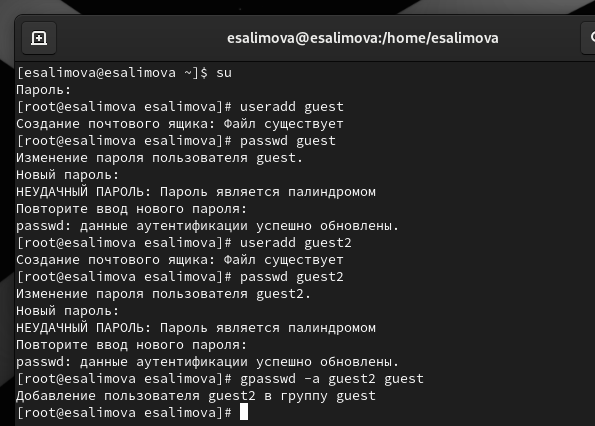 esalimova@esalimova:/home/esalimova
[esalimova@esalimova ~]$ su
Пароль:
[root@esalimova esalimova]# useradd guest
Создание почтового ящика: Файл существует
[root@esalimova esalimova]# passwd guest
Изменение пароля пользователя guest.
Новый пароль:
НЕУДАЧНЫЙ ПАРОЛЬ: Пароль является палиндромом
Повторите ввод нового пароля:
passwd: данные аутентификации успешно обновлены.
[root@esalimova esalimova]# useradd guest2
Создание почтового ящика: Файл существует
[root@esalimova esalimova]# passwd guest2
Изменение пароля пользователя guest2.
Новый пароль:
НЕУДАЧНЫЙ ПАРОЛЬ: Пароль является палиндромом
Повторите ввод нового пароля:
passwd: данные аутентификации успешно обновлены.
[root@esalimova esalimova]# gpasswd -a guest2 guest
Добавление пользователя guest2 в группу guest
[root@esalimova esalimova]#